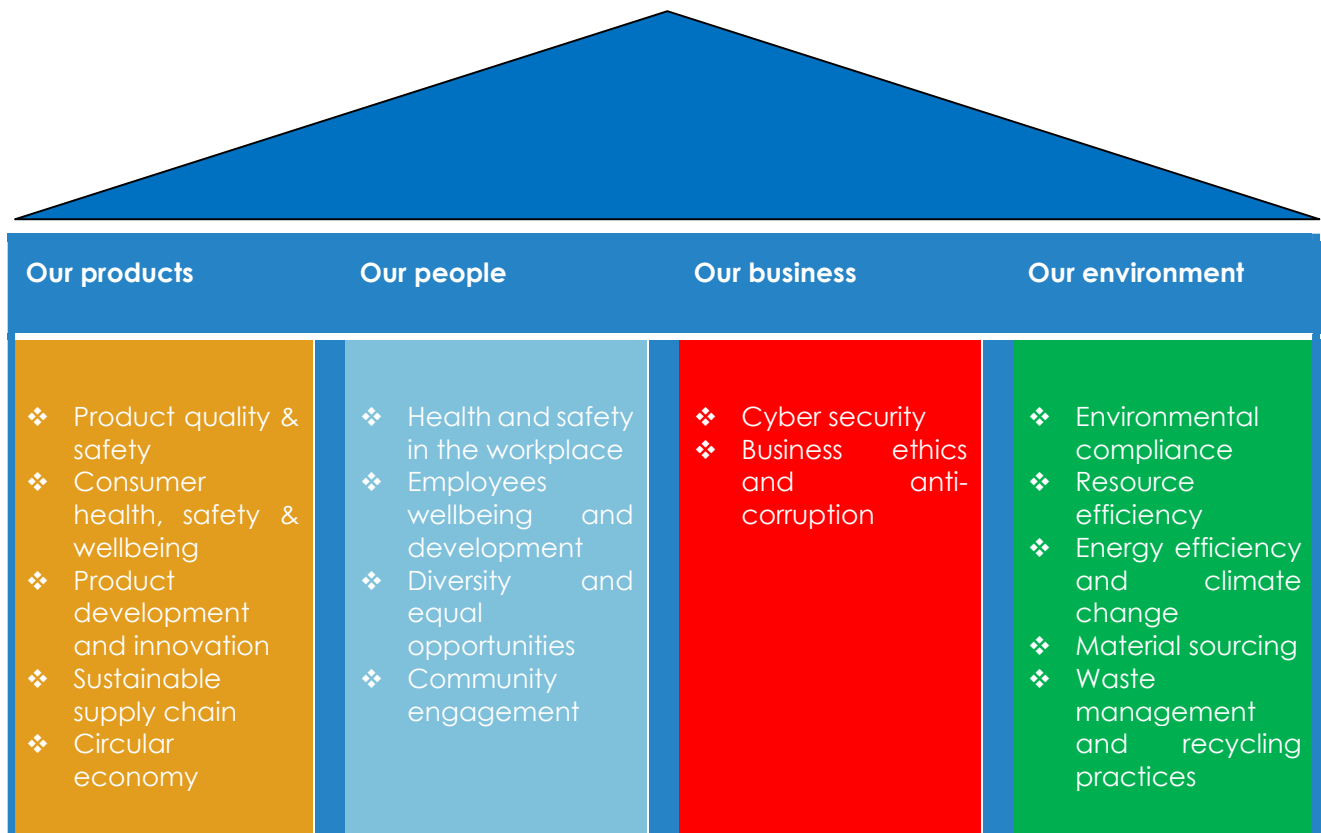 Our products
Our people
Our business
Our environment
❖ Product quality &
safety
❖ Consumer
health, safety &
wellbeing
❖ Product
development
and innovation
❖ Sustainable
supply chain
❖ Circular
economy
❖ Health and safety
in the workplace
❖ Employees
wellbeing and
development
❖ Diversity and
equal
opportunities
❖ Community
engagement
❖ Cyber security
❖ Business ethics
and anti-
corruption
❖ Environmental
compliance
❖ Resource
efficiency
❖ Energy efficiency
and climate
change
❖ Material sourcing
❖ Waste
management
and recycling
practices